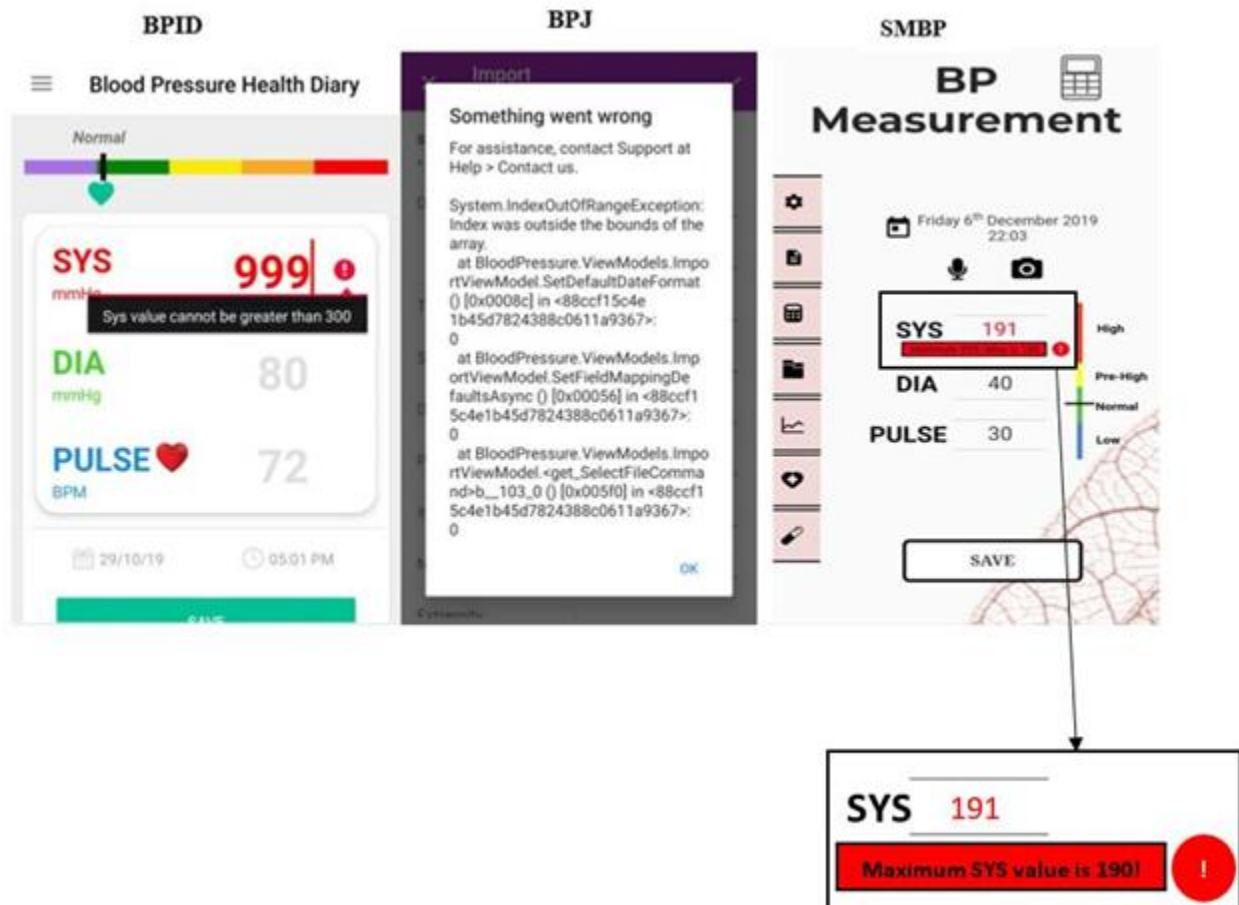 BPID
BPJ
SMBP
Blood Pressure Health Diary
Normal
SYS
999
mmHg
Sys value cannot be greater than 300
DIA
80
mmHg
PULSE
72
BPM
29/10/19
05:01 PM
SAVE
Import
Something went wrong
For assistance, contact Support at
Help > Contact us.
System.IndexOutOfRangeException:
Index was outside the bounds of the
array.
at BloodPressure.ViewModels.Impo
rtViewModel.SetDefaultDateFormat
() [0x0008c] in <88ccf15c4e
1b45d7824388c0611a9367>:
0
at BloodPressure.ViewModels.Imp
ortViewModel.SetFieldMappingDe
faultsAsync () [0x00056] in <88ccf1
5c4e1b45d7824388c0611a9367>:
0
at BloodPressure.ViewModels.Impo
rtViewModel.<get_SelectFileComma
nd>b__103_0 () [0x005f0] in <88ccf1
5c4e1b45d7824388c0611a9367>:
0
OK
Extremity
BP
Measurement
Friday 6th December 2019
22:03
SYS 191
High
Pre-High
DIA 40
Normal
PULSE 30
Low
SAVE
SYS 191
Maximum SYS value is 190!
!